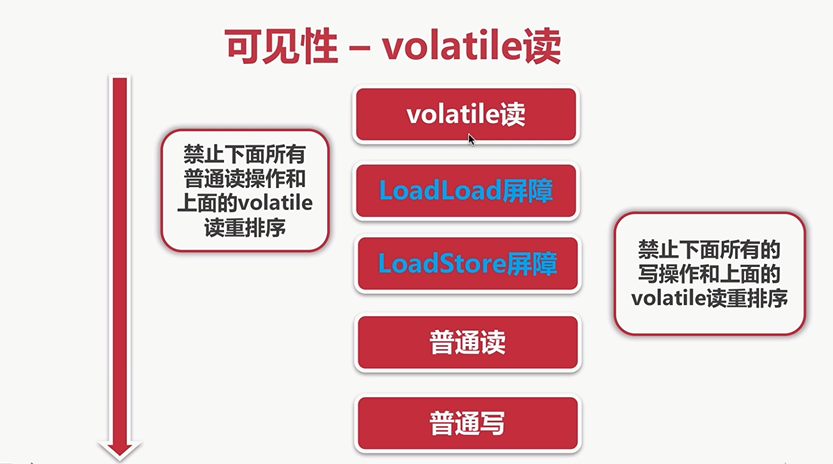 可见性 – volatile读
volatile读
禁止下面所有
普通读操作和
上面的volatile
读重排序
LoadLoad屏障
LoadStore屏障
禁止下面所有的
写操作和上面的
volatile读重排序
普通读
普通写